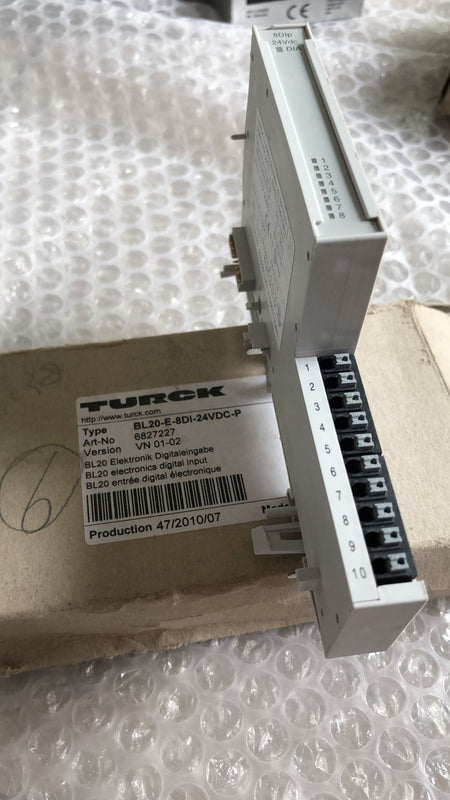 8DIp
24Vdc
DIA
1
2
3
4
5
6
7
8
1
2
3
4
5
6
7
8
9
10
TURCK
http://www.turck.com
Type BL20-E-8DI-24VDC-P
Art-No 6827227
Version VN 01-02
BL20 Elektronik Digitaleingabe
BL20 electronics digital input
BL20 entrée digital électronique
Made
Production 47/2010/07
6
CE